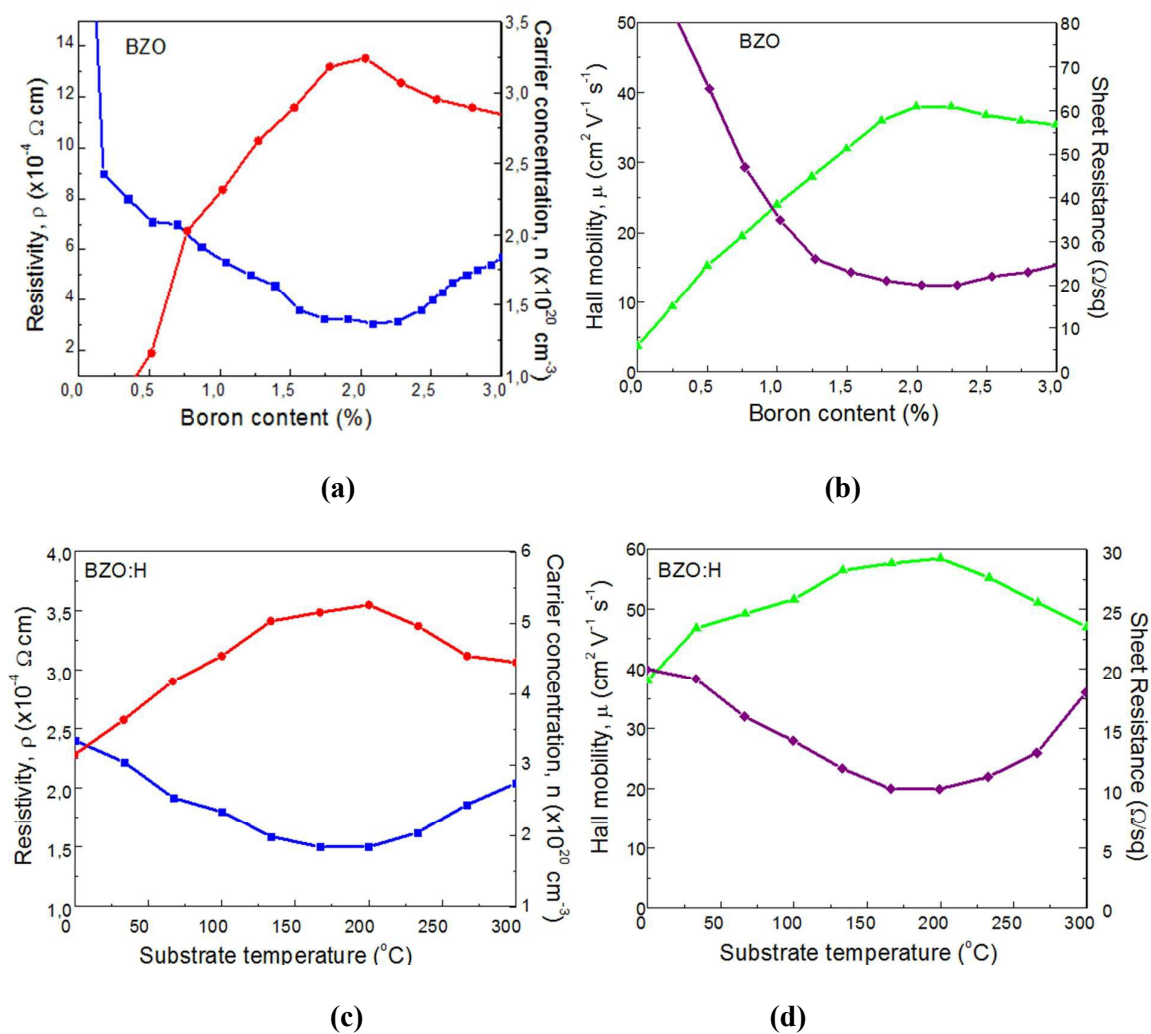 BZO
Resistivity, ρ (x10⁻⁴ Ω cm)
14
12
10
8
6
4
2
Carrier concentration, n (x10²⁰ cm⁻³)
3,5
3,0
2,5
2,0
1,5
1,0
0,0 0,5 1,0 1,5 2,0 2,5 3,0
Boron content (%)
(a)
BZO
Hall mobility, μ (cm² V⁻¹ s⁻¹)
50
40
30
20
10
0
Sheet Resistance (Ω/sq)
80
70
60
50
40
30
20
10
0
0,0 0,5 1,0 1,5 2,0 2,5 3,0
Boron content (%)
(b)
BZO:H
Resistivity, ρ (x10⁻⁴ Ω cm)
4,0
3,5
3,0
2,5
2,0
1,5
1,0
Carrier concentration, n (x10²⁰ cm⁻³)
6
5
4
3
2
1
0 50 100 150 200 250 300
Substrate temperature (°C)
(c)
BZO:H
Hall mobility, μ (cm² V⁻¹ s⁻¹)
60
50
40
30
20
10
0
Sheet Resistance (Ω/sq)
30
25
20
15
10
5
0
0 50 100 150 200 250 300
Substrate temperature (°C)
(d)